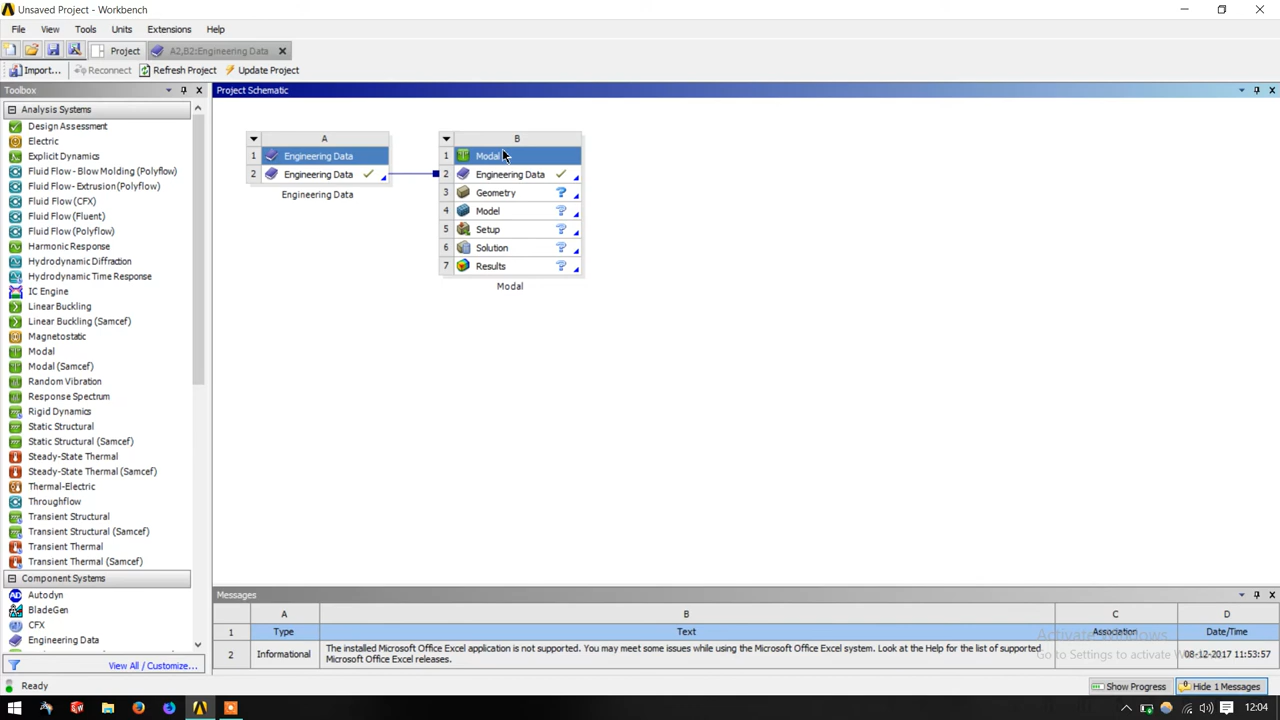 Unsaved Project - Workbench
File View Tools Units Extensions Help
Project A2,B2:Engineering Data
Import... Reconnect Refresh Project Update Project
Toolbox
Analysis Systems
Design Assessment
Electric
Explicit Dynamics
Fluid Flow - Blow Molding (Polyflow)
Fluid Flow - Extrusion (Polyflow)
Fluid Flow (CFX)
Fluid Flow (Fluent)
Fluid Flow (Polyflow)
Harmonic Response
Hydrodynamic Diffraction
Hydrodynamic Time Response
IC Engine
Linear Buckling
Linear Buckling (Samcef)
Magnetostatic
Modal
Modal (Samcef)
Random Vibration
Response Spectrum
Rigid Dynamics
Static Structural
Static Structural (Samcef)
Steady-State Thermal
Steady-State Thermal (Samcef)
Thermal-Electric
Throughflow
Transient Structural
Transient Structural (Samcef)
Transient Thermal
Transient Thermal (Samcef)
Component Systems
Autodyn
BladeGen
CFX
Engineering Data
View All / Customize...
Project Schematic
A
1 Engineering Data
2 Engineering Data
Engineering Data
B
1 Modal
2 Engineering Data
3 Geometry
4 Model
5 Setup
6 Solution
7 Results
Modal
Messages
A B C D
1 Type Text Association Date/Time
2 Informational The installed Microsoft Office Excel application is not supported. You may meet some issues while using the Microsoft Office Excel system. Look at the Help for the list of supported
Microsoft Office Excel releases.
08-12-2017 11:53:57
Activate Windows
Go to Settings to activate
Ready Show Progress Hide 1 Messages
12:04